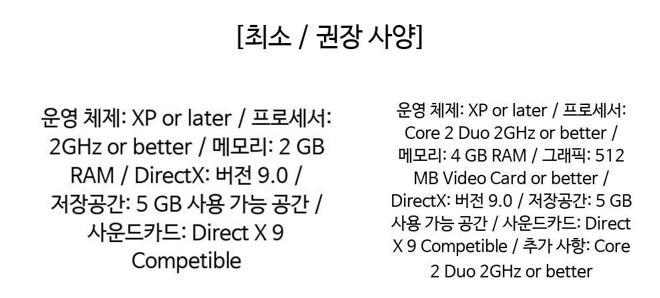 [최소 / 권장 사양]
운영 체제: XP or later / 프로세서:
2GHz or better / 메모리: 2 GB
RAM / DirectX: 버전 9.0 /
저장공간: 5 GB 사용 가능 공간 /
사운드카드: Direct X 9
Competible
운영 체제: XP or later / 프로세서:
Core 2 Duo 2GHz or better /
메모리: 4 GB RAM / 그래픽: 512
MB Video Card or better /
DirectX: 버전 9.0 / 저장공간: 5 GB
사용 가능 공간 / 사운드카드: Direct
X 9 Competible / 추가 사항: Core
2 Duo 2GHz or better